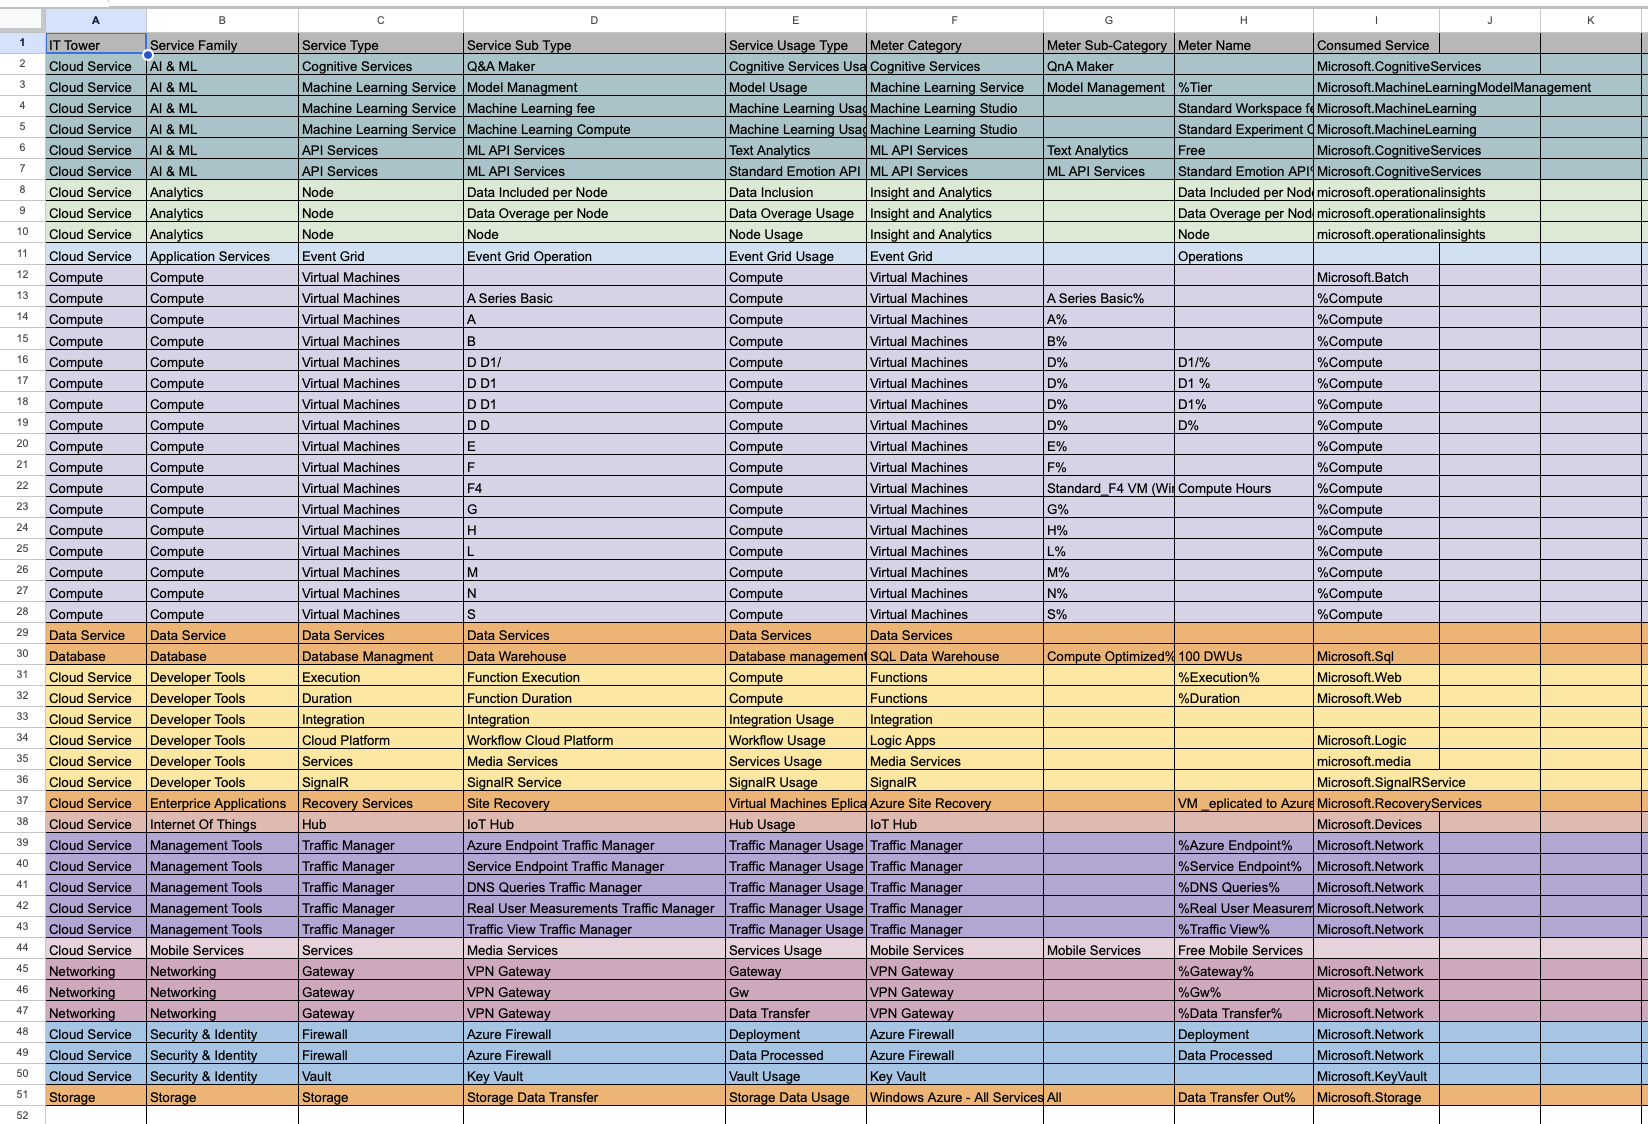 A B C D E F G H I J K
1 IT Tower Service Family Service Type Service Sub Type Service Usage Type Meter Category Meter Sub-Category Meter Name Consumed Service
2 Cloud Service AI & ML Cognitive Services Q&A Maker Cognitive Services Usa Cognitive Services QnA Maker Microsoft.CognitiveServices
3 Cloud Service AI & ML Machine Learning Service Model Managment Model Usage Machine Learning Service Model Management %Tier Microsoft.MachineLearningModelManagement
4 Cloud Service AI & ML Machine Learning Service Machine Learning fee Machine Learning Usag Machine Learning Studio Standard Workspace fe Microsoft.MachineLearning
5 Cloud Service AI & ML Machine Learning Service Machine Learning Compute Machine Learning Usag Machine Learning Studio Standard Experiment C Microsoft.MachineLearning
6 Cloud Service AI & ML API Services ML API Services Text Analytics ML API Services Text Analytics Free Microsoft.CognitiveServices
7 Cloud Service AI & ML API Services ML API Services Standard Emotion API ML API Services ML API Services Standard Emotion API Microsoft.CognitiveServices
8 Cloud Service Analytics Node Data Included per Node Data Inclusion Insight and Analytics Data Included per Nod microsoft.operationalinsights
9 Cloud Service Analytics Node Data Overage per Node Data Overage Usage Insight and Analytics Data Overage per Nod microsoft.operationalinsights
10 Cloud Service Analytics Node Node Node Usage Insight and Analytics Node microsoft.operationalinsights
11 Cloud Service Application Services Event Grid Event Grid Operation Event Grid Usage Event Grid Operations
12 Compute Compute Virtual Machines Compute Virtual Machines Microsoft.Batch
13 Compute Compute Virtual Machines A Series Basic Compute Virtual Machines A Series Basic% %Compute
14 Compute Compute Virtual Machines A Compute Virtual Machines A% %Compute
15 Compute Compute Virtual Machines B Compute Virtual Machines B% %Compute
16 Compute Compute Virtual Machines D D1/ Compute Virtual Machines D% D1/% %Compute
17 Compute Compute Virtual Machines D D1 Compute Virtual Machines D% D1 % %Compute
18 Compute Compute Virtual Machines D D1 Compute Virtual Machines D% D1% %Compute
19 Compute Compute Virtual Machines D D Compute Virtual Machines D% D% %Compute
20 Compute Compute Virtual Machines E Compute Virtual Machines E% %Compute
21 Compute Compute Virtual Machines F Compute Virtual Machines F% %Compute
22 Compute Compute Virtual Machines F4 Compute Virtual Machines Standard_F4 VM (Wi Compute Hours %Compute
23 Compute Compute Virtual Machines G Compute Virtual Machines G% %Compute
24 Compute Compute Virtual Machines H Compute Virtual Machines H% %Compute
25 Compute Compute Virtual Machines L Compute Virtual Machines L% %Compute
26 Compute Compute Virtual Machines M Compute Virtual Machines M% %Compute
27 Compute Compute Virtual Machines N Compute Virtual Machines N% %Compute
28 Compute Compute Virtual Machines S Compute Virtual Machines S% %Compute
29 Data Service Data Service Data Services Data Services Data Services Data Services
30 Database Database Database Managment Data Warehouse Database management SQL Data Warehouse Compute Optimized% 100 DWUs Microsoft.Sql
31 Cloud Service Developer Tools Execution Function Execution Compute Functions %Execution% Microsoft.Web
32 Cloud Service Developer Tools Duration Function Duration Compute Functions %Duration Microsoft.Web
33 Cloud Service Developer Tools Integration Integration Integration Usage Integration
34 Cloud Service Developer Tools Cloud Platform Workflow Cloud Platform Workflow Usage Logic Apps Microsoft.Logic
35 Cloud Service Developer Tools Services Media Services Services Usage Media Services microsoft.media
36 Cloud Service Developer Tools SignalR SignalR Service SignalR Usage SignalR Microsoft.SignalRService
37 Cloud Service Enterprice Applications Recovery Services Site Recovery Virtual Machines Eplica Azure Site Recovery VM _eplicated to Azure Microsoft.RecoveryServices
38 Cloud Service Internet Of Things Hub IoT Hub Hub Usage IoT Hub Microsoft.Devices
39 Cloud Service Management Tools Traffic Manager Azure Endpoint Traffic Manager Traffic Manager Usage Traffic Manager %Azure Endpoint% Microsoft.Network
40 Cloud Service Management Tools Traffic Manager Service Endpoint Traffic Manager Traffic Manager Usage Traffic Manager %Service Endpoint% Microsoft.Network
41 Cloud Service Management Tools Traffic Manager DNS Queries Traffic Manager Traffic Manager Usage Traffic Manager %DNS Queries% Microsoft.Network
42 Cloud Service Management Tools Traffic Manager Real User Measurements Traffic Manager Traffic Manager Usage Traffic Manager %Real User Measurem Microsoft.Network
43 Cloud Service Management Tools Traffic Manager Traffic View Traffic Manager Traffic Manager Usage Traffic Manager %Traffic View% Microsoft.Network
44 Cloud Service Mobile Services Services Media Services Services Usage Mobile Services Mobile Services Free Mobile Services
45 Networking Networking Gateway VPN Gateway Gateway VPN Gateway %Gateway% Microsoft.Network
46 Networking Networking Gateway VPN Gateway Gw VPN Gateway %Gw% Microsoft.Network
47 Networking Networking Gateway VPN Gateway Data Transfer VPN Gateway %Data Transfer% Microsoft.Network
48 Cloud Service Security & Identity Firewall Azure Firewall Deployment Azure Firewall Deployment Microsoft.Network
49 Cloud Service Security & Identity Firewall Azure Firewall Data Processed Azure Firewall Data Processed Microsoft.Network
50 Cloud Service Security & Identity Vault Key Vault Vault Usage Key Vault Microsoft.KeyVault
51 Storage Storage Storage Storage Data Transfer Storage Data Usage Windows Azure - All Services All Data Transfer Out% Microsoft.Storage
52